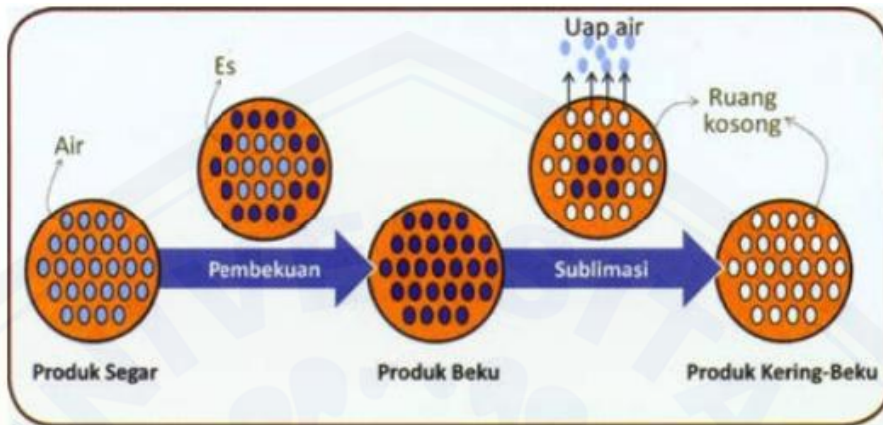 Uap air
Es
Ruang
kosong
Air
Pembekuan
Sublimasi
Produk Segar
Produk Beku
Produk Kering-Beku